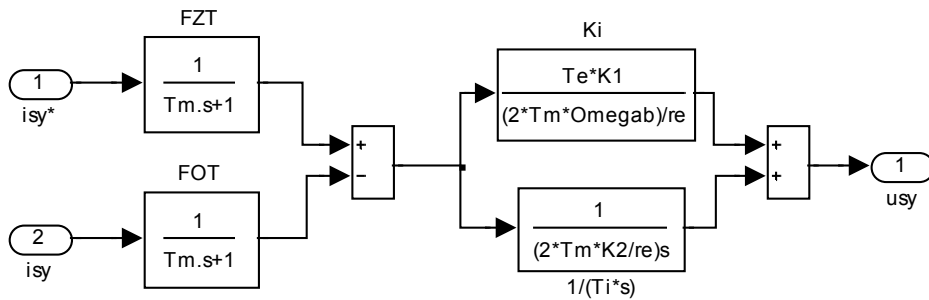 FZT
Ki
1
isy*
1
Tm.s+1
Te*K1
(2*Tm*Omegab)/re
+
−
+
+
1
usy
FOT
2
isy
1
Tm.s+1
1
(2*Tm*K2/re)s
1/(Ti*s)